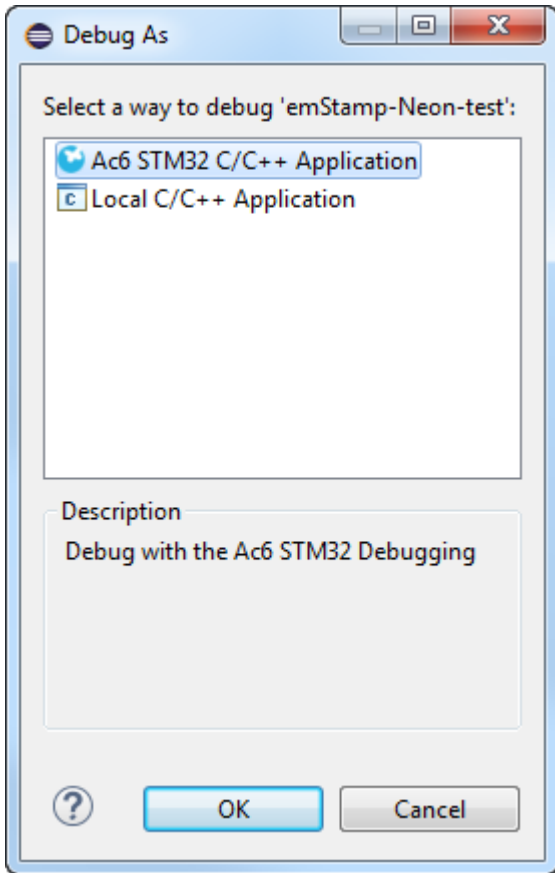 Debug As
Select a way to debug 'emStamp-Neon-test':
Ac6 STM32 C/C++ Application
c Local C/C++ Application
Description
Debug with the Ac6 STM32 Debugging
? OK Cancel